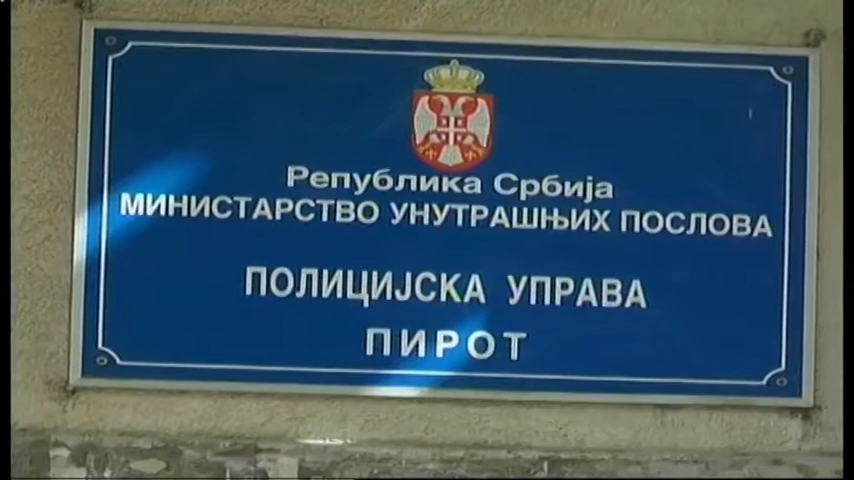 Република Србија
МИНИСТАРСТВО УНУТРАШЊИХ ПОСЛОВА
ПОЛИЦИЈСКА УПРАВА
ПИРОТ